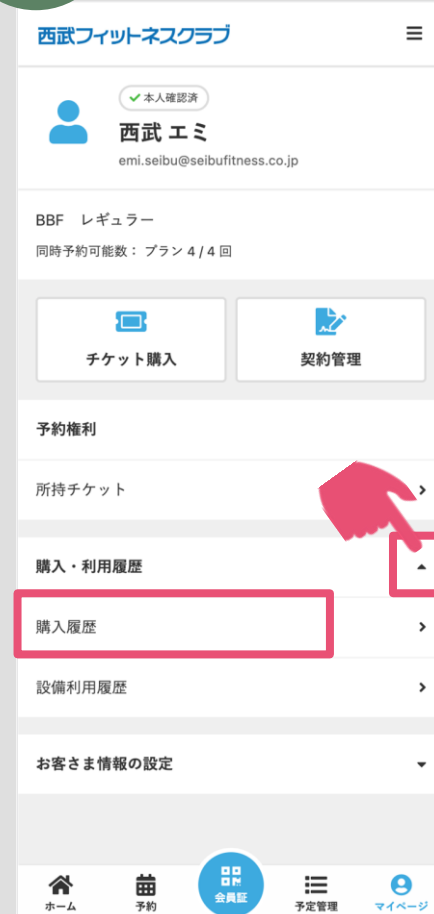 西武フィットネスクラブ
本人確認済
西武 エミ
emi.seibu@seibufitness.co.jp
BBF レギュラー
同時予約可能数： プラン 4 / 4 回
チケット購入
契約管理
予約権利
所持チケット
購入・利用履歴
購入履歴
設備利用履歴
お客さま情報の設定
ホーム
予約
会員証
予定管理
マイページ